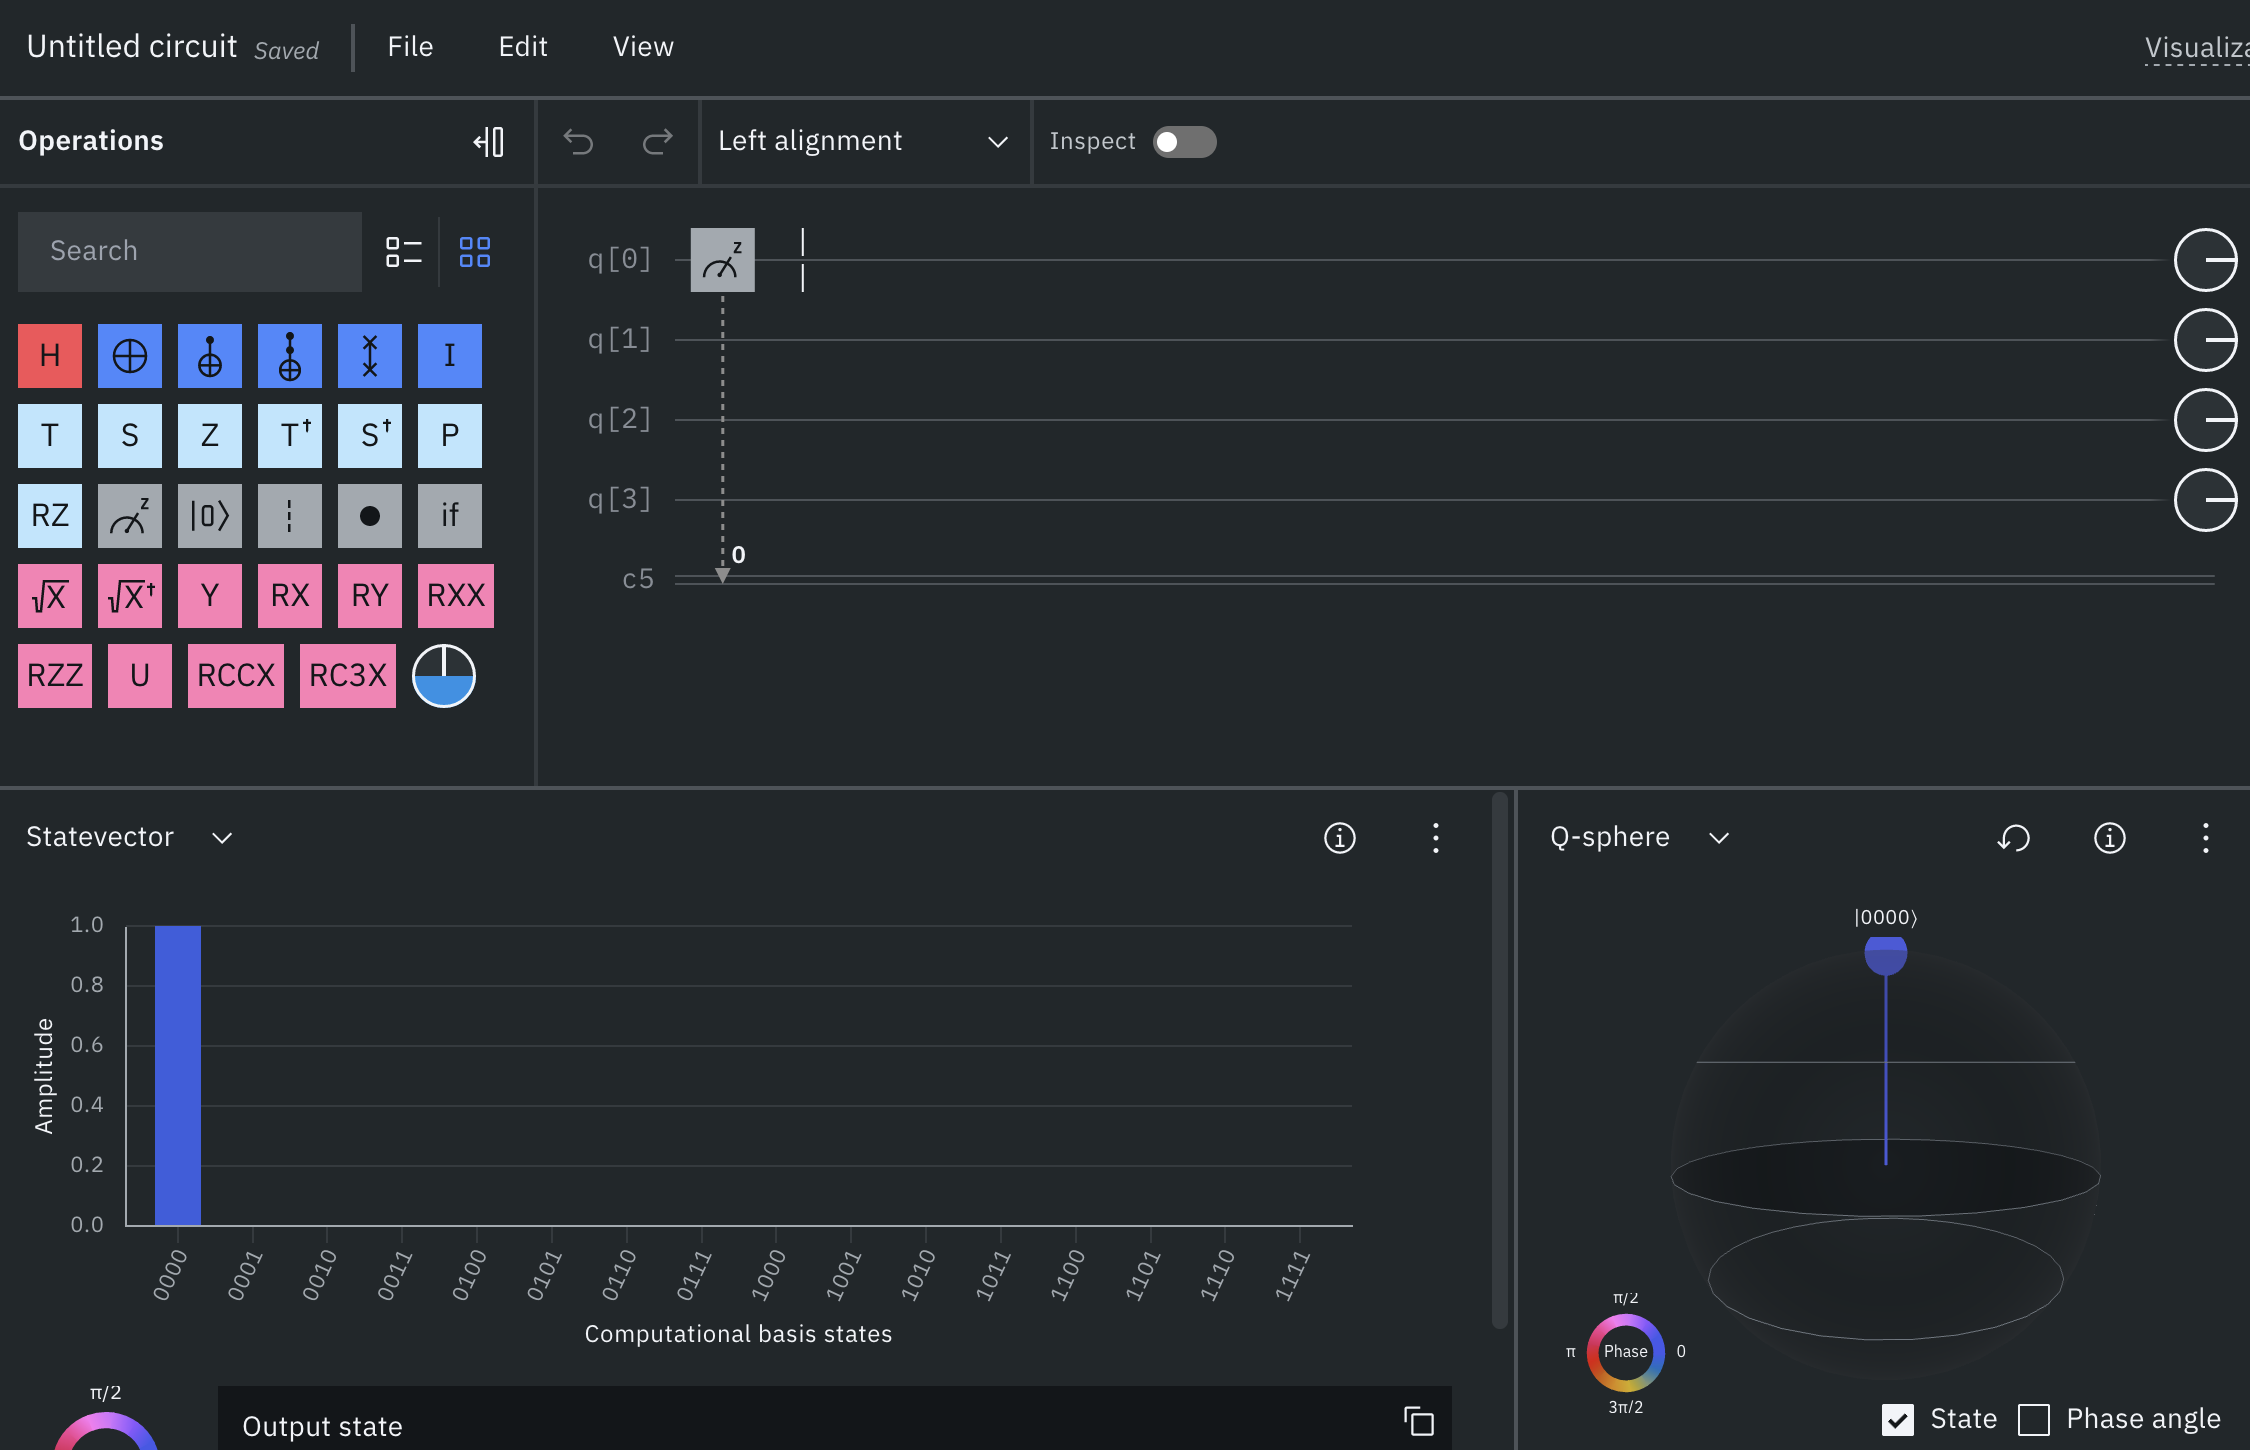 Untitled circuit Saved File Edit View
Operations Left alignment Inspect
Search
H I
T S Z T† S† P
RZ z |0⟩ if
√X √X† Y RX RY RXX
RZZ U RCCX RC3X
q[0] z
q[1]
q[2]
q[3]
0
c5
Statevector
1.0
0.8
0.6
0.4
0.2
0.0
Amplitude
0000 0001 0010 0011 0100 0101 0110 0111 1000 1001 1010 1011 1100 1101 1110 1111
Computational basis states
π/2
Output state
Q-sphere
|0000⟩
π/2
π Phase 0
3π/2
State Phase angle